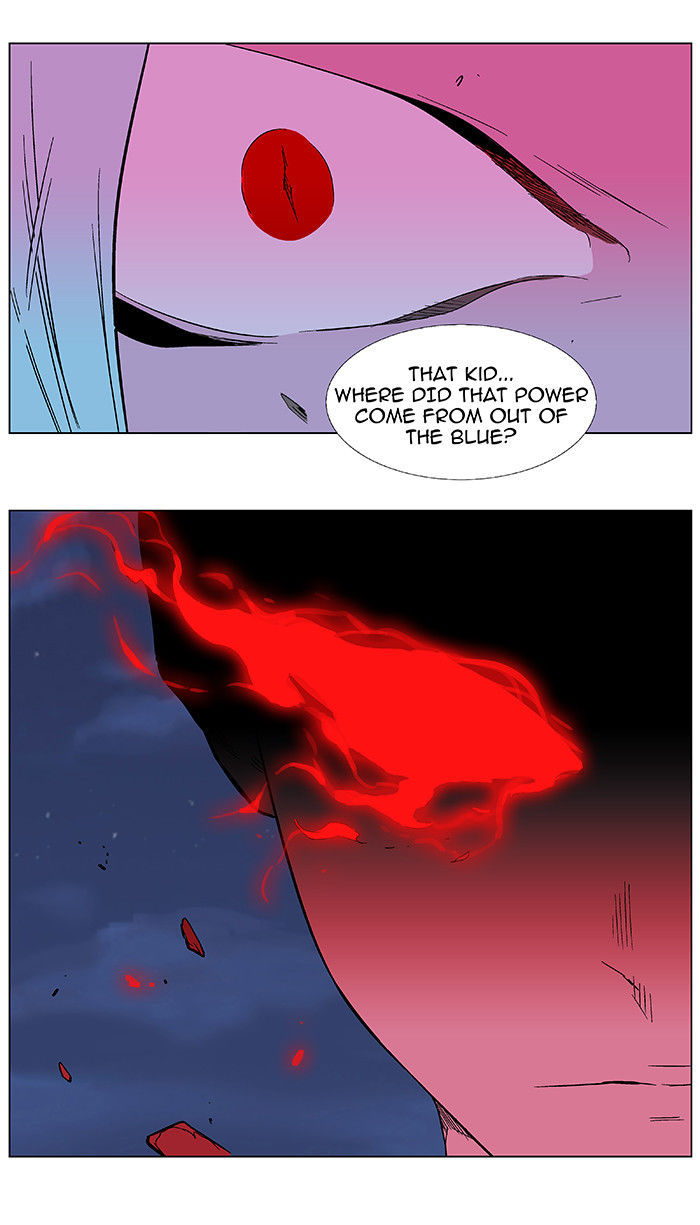 THAT KID...
WHERE DID THAT POWER
COME FROM OUT OF
THE BLUE?